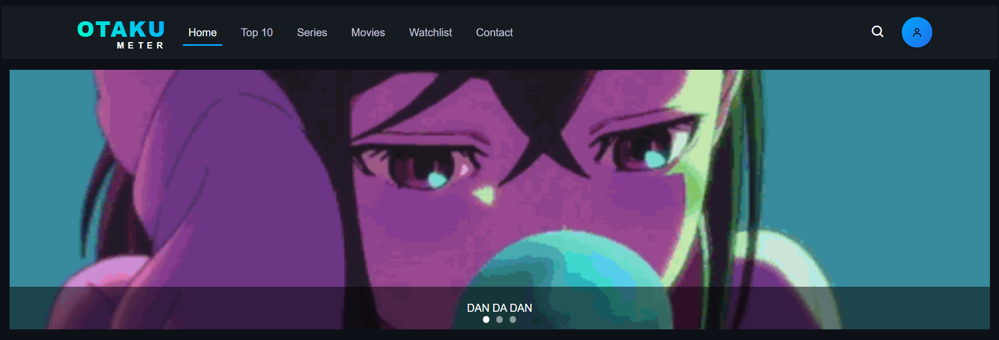 OTAKU
METER
Home Top 10 Series Movies Watchlist Contact
DAN DA DAN